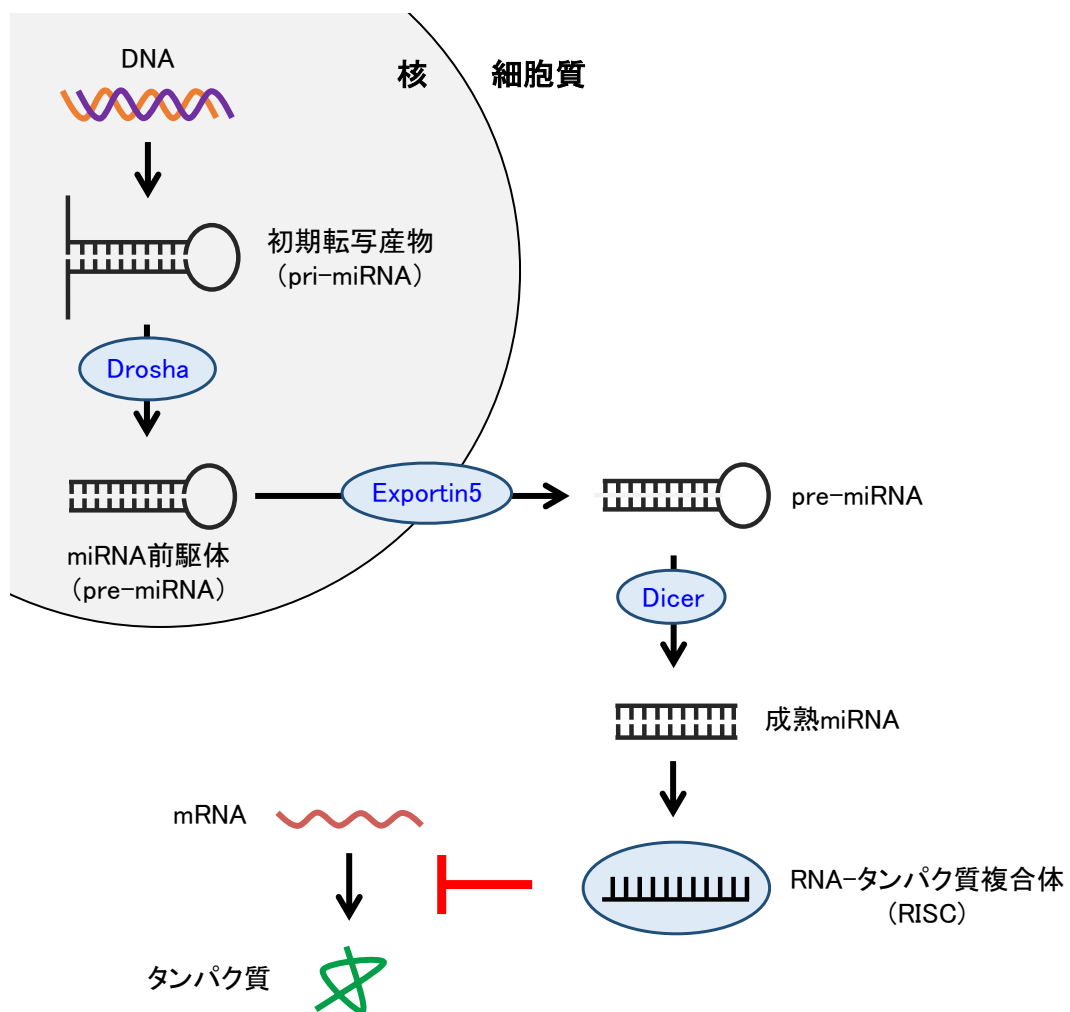 DNA
核
細胞質
初期転写産物
(pri-miRNA)
Drosha
miRNA前駆体
(pre-miRNA)
Exportin5
pre-miRNA
Dicer
成熟miRNA
mRNA
RNA-タンパク質複合体
(RISC)
タンパク質